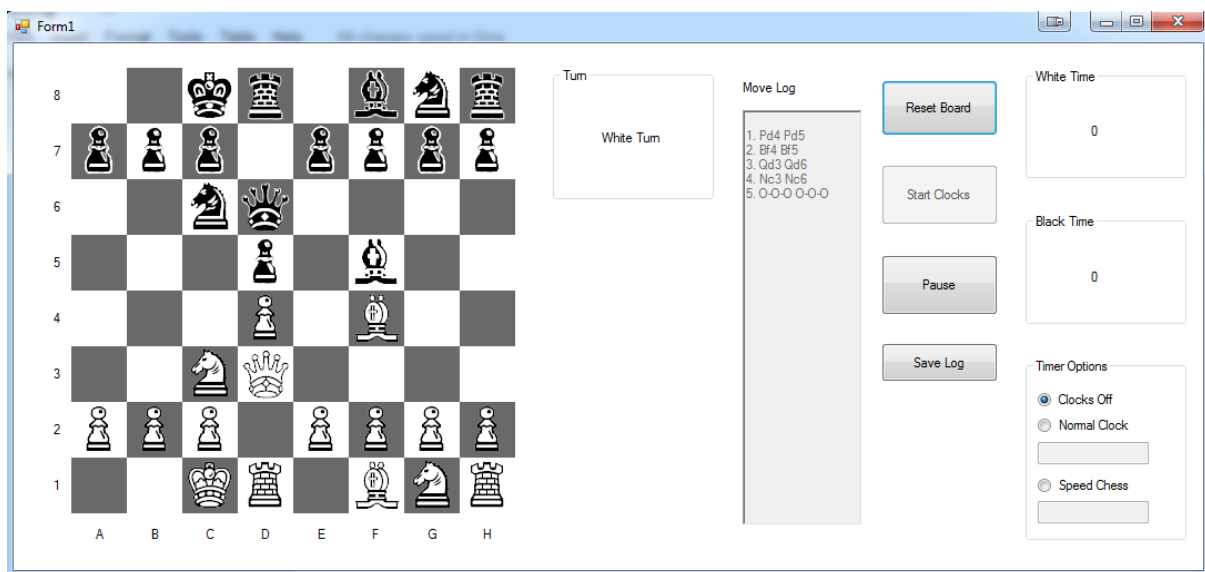 Form1
8
7
6
5
4
3
2
1
A B C D E F G H
Turn
White Turn
Move Log
1. Pd4 Pd5
2. Bf4 Bf5
3. Qd3 Qd6
4. Nc3 Nc6
5. O-O-O O-O-O
Reset Board
Start Clocks
Pause
Save Log
White Time
0
Black Time
0
Timer Options
Clocks Off
Normal Clock
Speed Chess